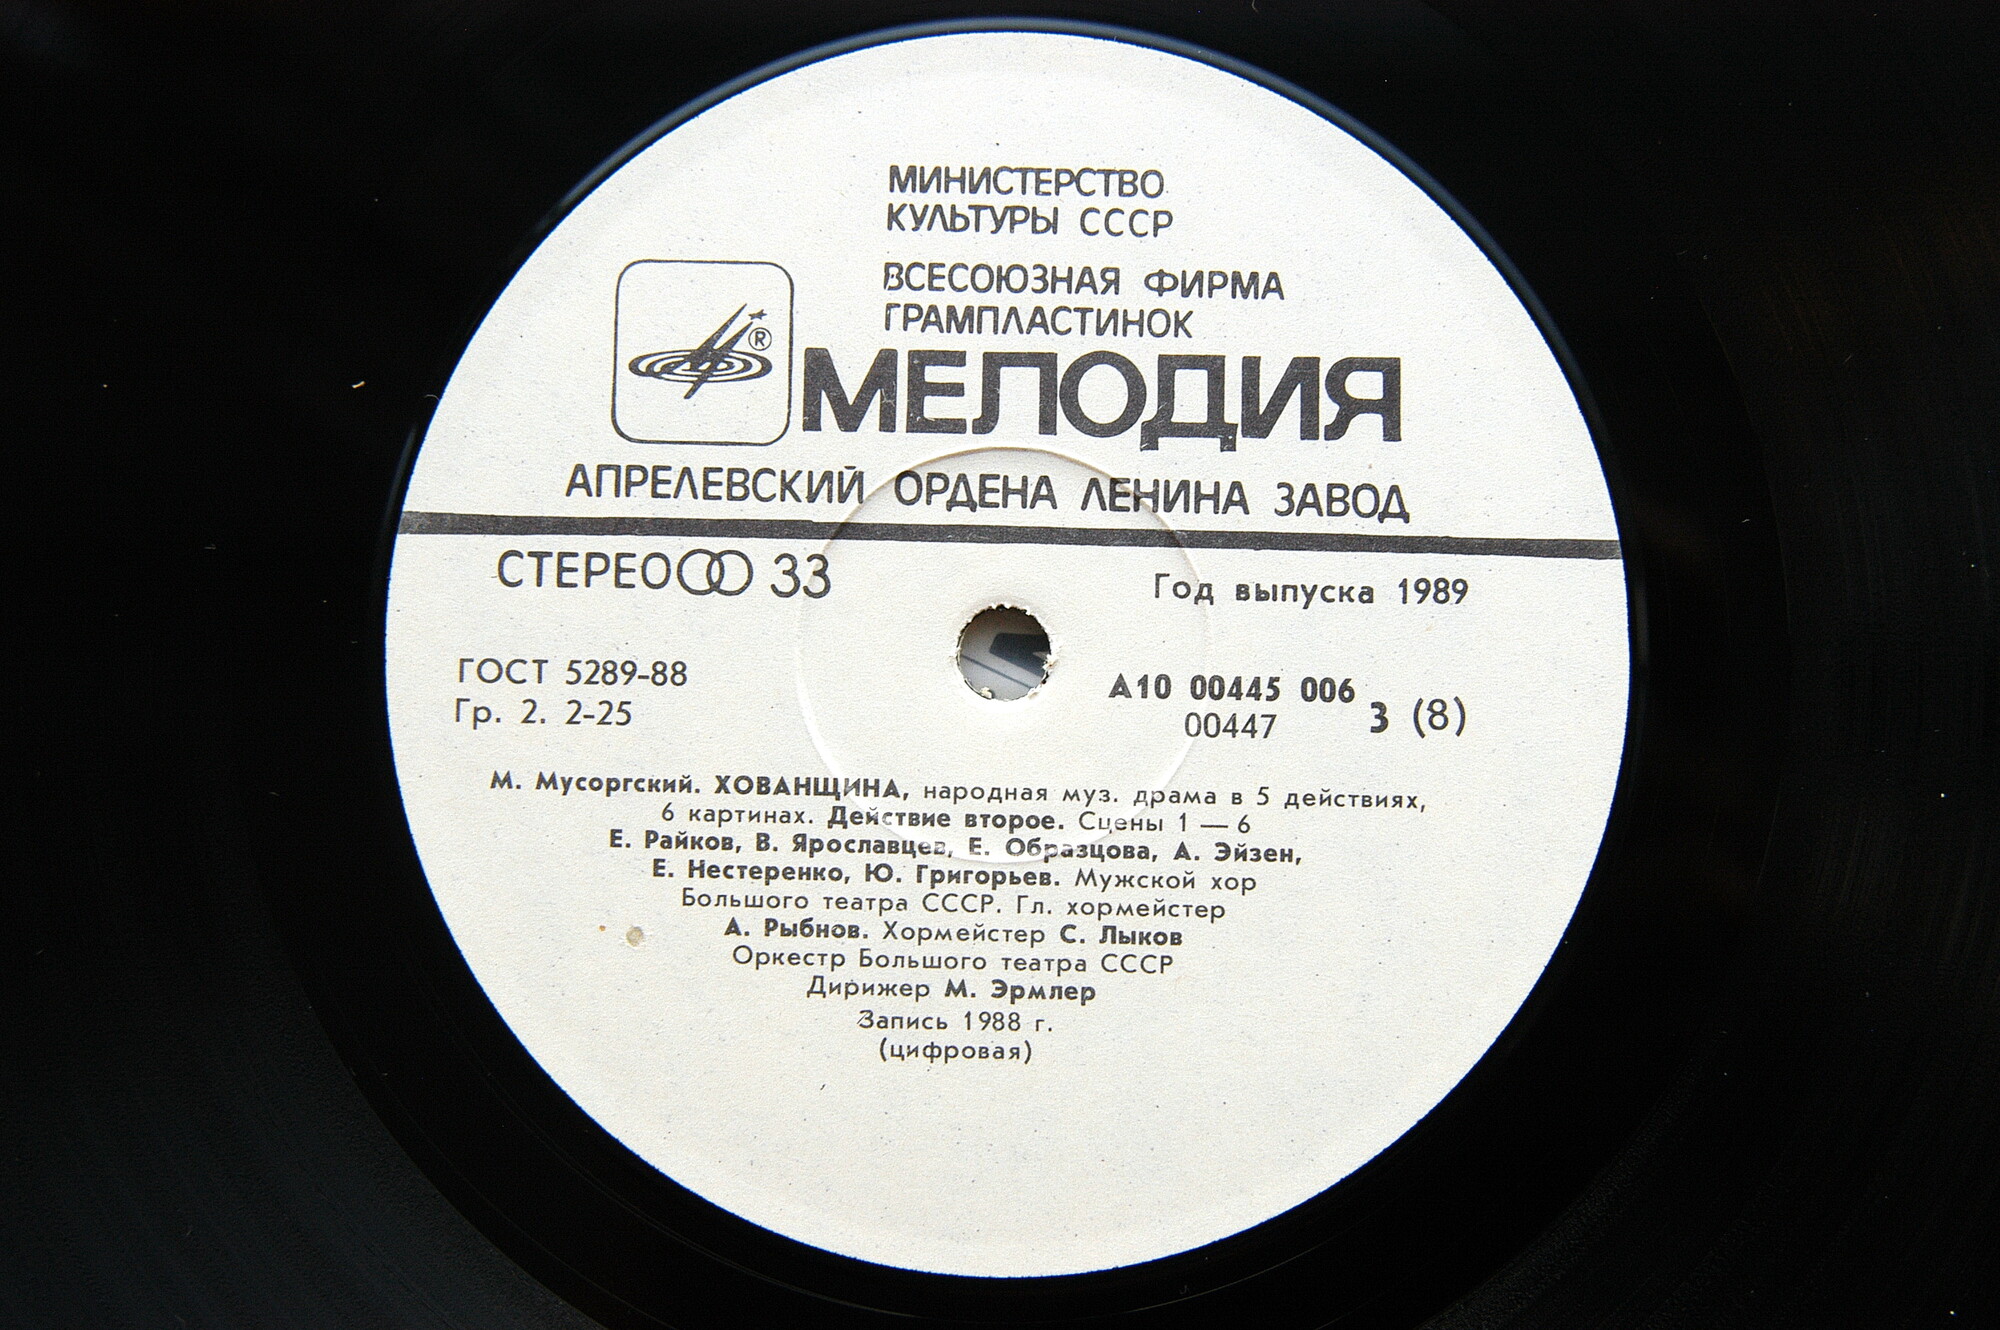 МИНИСТЕРСТВО
КУЛЬТУРЫ СССР
ВСЕСОЮЗНАЯ ФИРМА
ГРАМПЛАСТИНОК
®
МЕЛОДИЯ
АПРЕЛЕВСКИЙ ОРДЕНА ЛЕНИНА ЗАВОД
СТЕРЕО 33
Год выпуска 1989
ГОСТ 5289-88
Гр. 2. 2-25
А10 00445 006
00447
3 (8)
М. Мусоргский. ХОВАНЩИНА, народная муз. драма в 5 действиях,
6 картинах. Действие второе. Сцены 1 — 6
Е. Райков, В. Ярославцев, Е. Образцова, А. Эйзен,
Е. Нестеренко, Ю. Григорьев. Мужской хор
Большого театра СССР. Гл. хормейстер
А. Рыбнов. Хормейстер С. Лыков
Оркестр Большого театра СССР
Дирижер М. Эрмлер
Запись 1988 г.
(цифровая)